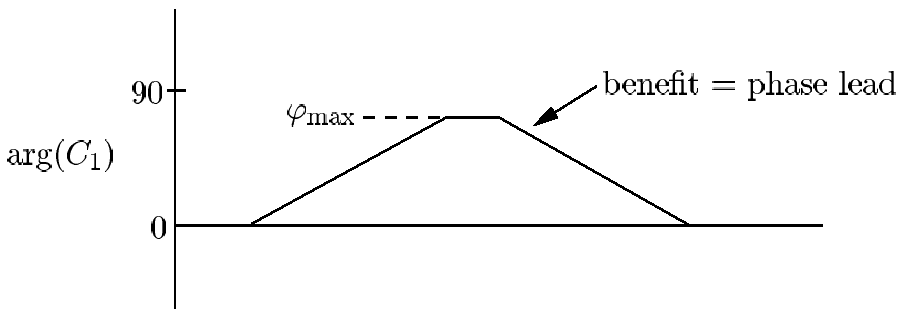 benefit = phase lead
90
φmax
arg(C1)
0